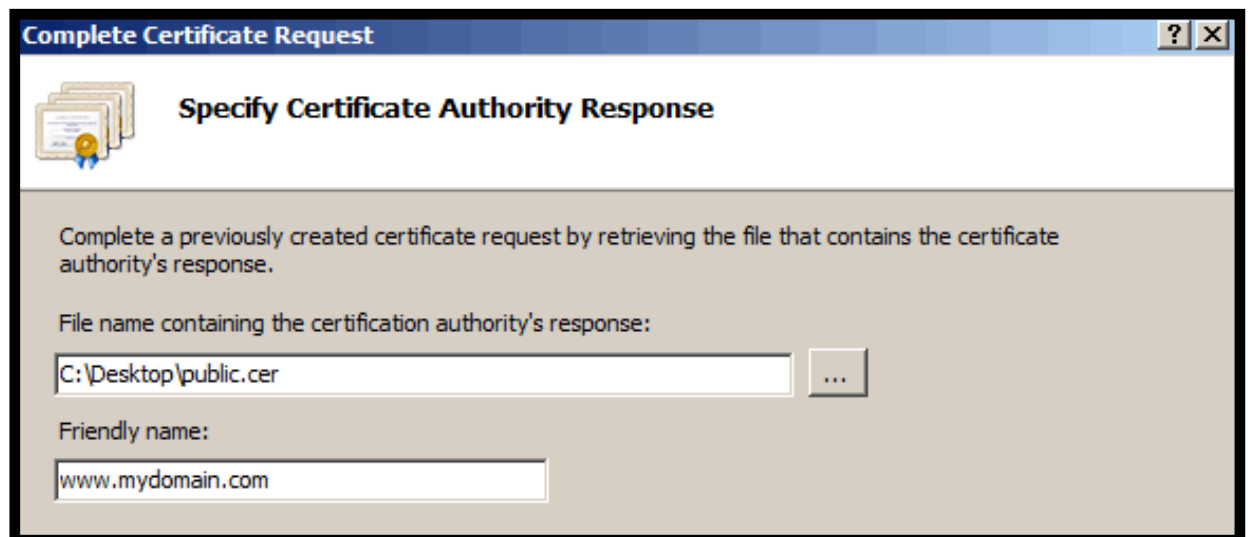 Complete Certificate Request
? X
Specify Certificate Authority Response
Complete a previously created certificate request by retrieving the file that contains the certificate
authority's response.
File name containing the certification authority's response:
C:\Desktop\public.cer
...
Friendly name:
www.mydomain.com